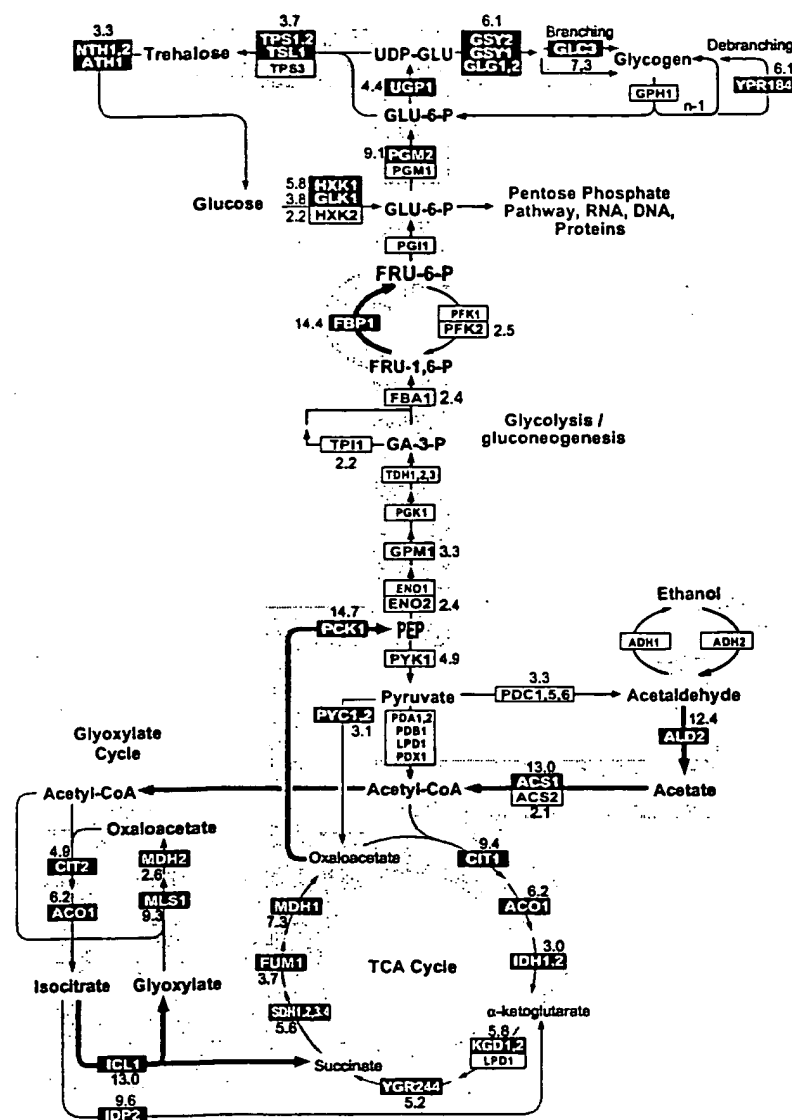 3.3
NTH1,2
ATH1
Trehalose
3.7
TPS1,2
TSL1
TPS3
UDP-GLU
6.1
GSY2
GSY1
GLG1,2
Branching
GLC3
7.3
Glycogen
Debranching
6.1
YPR184
GPH1
n-1
4.4
UGP1
GLU-6-P
9.1
PGM2
PGM1
Glucose
5.8
HXK1
3.8
GLK1
2.2
HXK2
GLU-6-P
Pentose Phosphate
Pathway, RNA, DNA,
Proteins
PGI1
FRU-6-P
14.4
FBP1
PFK1
PFK2
2.5
FRU-1,6-P
FBA1
2.4
Glycolysis /
gluconeogenesis
TPI1
2.2
GA-3-P
TDH1,2,3
PGK1
GPM1
3.3
ENO1
ENO2
2.4
14.7
PCK1
PEP
PYK1
4.9
Ethanol
ADH1
ADH2
Pyruvate
3.3
PDC1,5,6
Acetaldehyde
PYC1,2
3.1
PDA1,2
PDB1
LPD1
PDX1
12.4
ALD2
Glyoxylate
Cycle
Acetyl-CoA
Acetyl-CoA
13.0
ACS1
ACS2
2.1
Acetate
Oxaloacetate
4.9
CIT2
MDH2
2.6
Oxaloacetate
9.4
CIT1
6.2
ACO1
MLS1
9.3
MDH1
7.3
6.2
ACO1
TCA Cycle
3.0
IDH1,2
FUM1
3.7
Isocitrate
Glyoxylate
α-ketoglutarate
SDH1,2,3,4
5.6
5.8
KGD1,2
LPD1
ICL1
13.0
Succinate
YGR244
5.2
9.6
IDP2